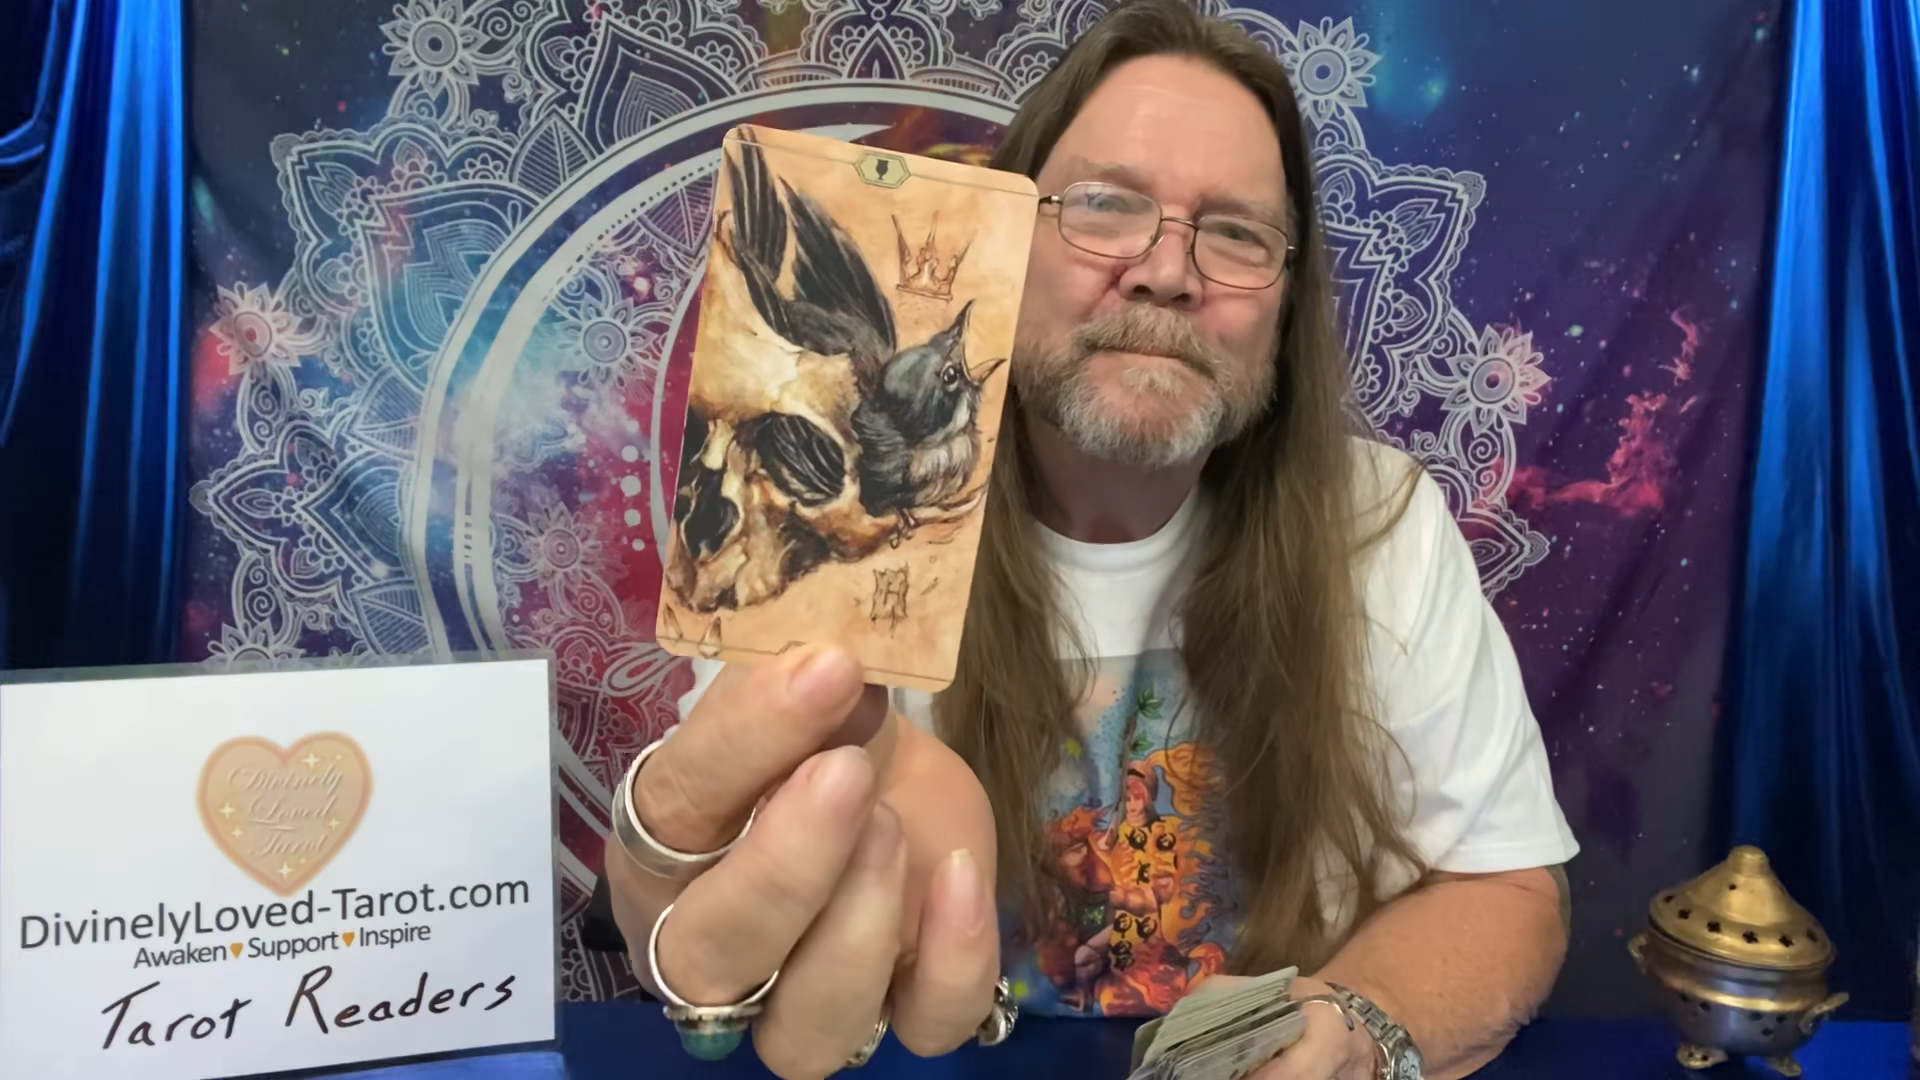 Divinely
Loved
Tarot
DivinelyLoved-Tarot.com
Awaken Support Inspire
Tarot Readers